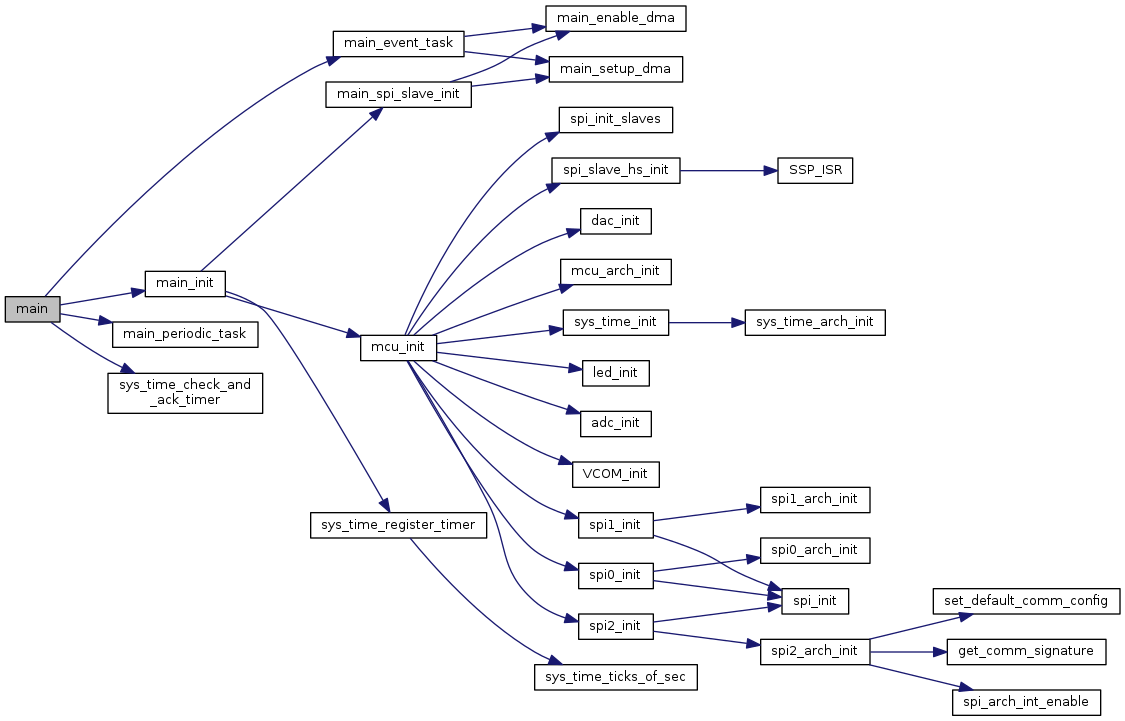 main_enable_dma
main_event_task
main_setup_dma
main_spi_slave_init
spi_init_slaves
spi_slave_hs_init
SSP_ISR
dac_init
mcu_arch_init
main_init
main
sys_time_init
sys_time_arch_init
main_periodic_task
mcu_init
led_init
sys_time_check_and
_ack_timer
adc_init
VCOM_init
spi1_arch_init
sys_time_register_timer
spi1_init
spi0_arch_init
spi0_init
spi_init
set_default_comm_config
spi2_init
spi2_arch_init
get_comm_signature
sys_time_ticks_of_sec
spi_arch_int_enable